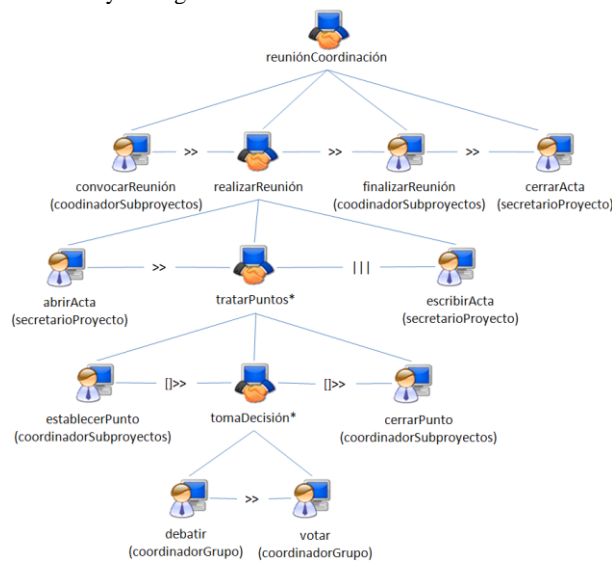 reuniónCoordinación
>>
>>
>>
convocarReunión
realizarReunión
finalizarReunión
cerrarActa
(coodinadorSubproyectos)
(coodinadorSubproyectos)
(secretarioProyecto)
>>
|||
abrirActa
tratarPuntos*
escribirActa
(secretarioProyecto)
(secretarioProyecto)
[]>>
[]>>
establecerPunto
tomaDecisión*
cerrarPunto
(coordinadorSubproyectos)
(coordinadorSubproyectos)
>>
debatir
votar
(coordinadorGrupo)
(coordinadorGrupo)